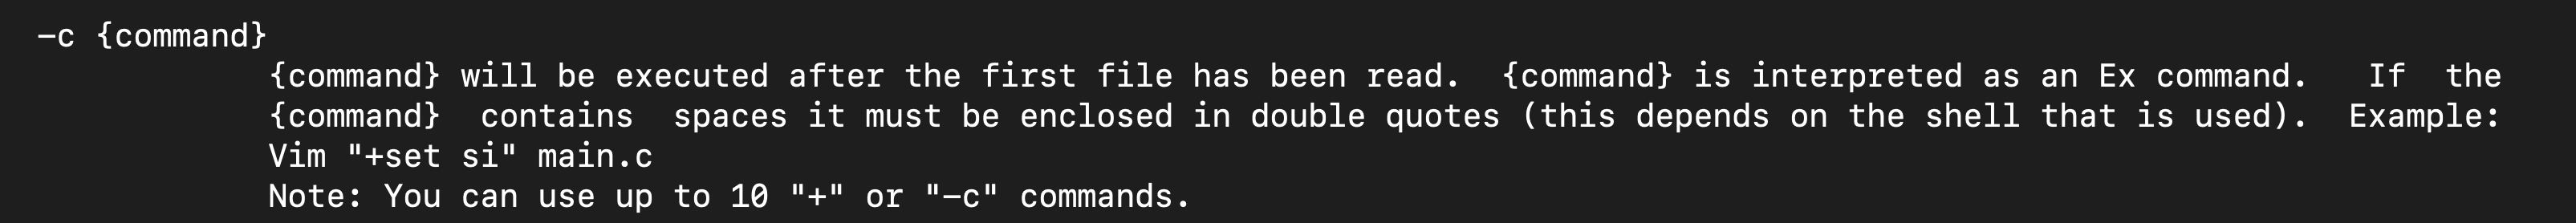 -c {command}
{command} will be executed after the first file has been read.  {command} is interpreted as an Ex command.   If  the
{command}  contains  spaces it must be enclosed in double quotes (this depends on the shell that is used).  Example:
Vim "+set si" main.c
Note: You can use up to 10 "+" or "-c" commands.